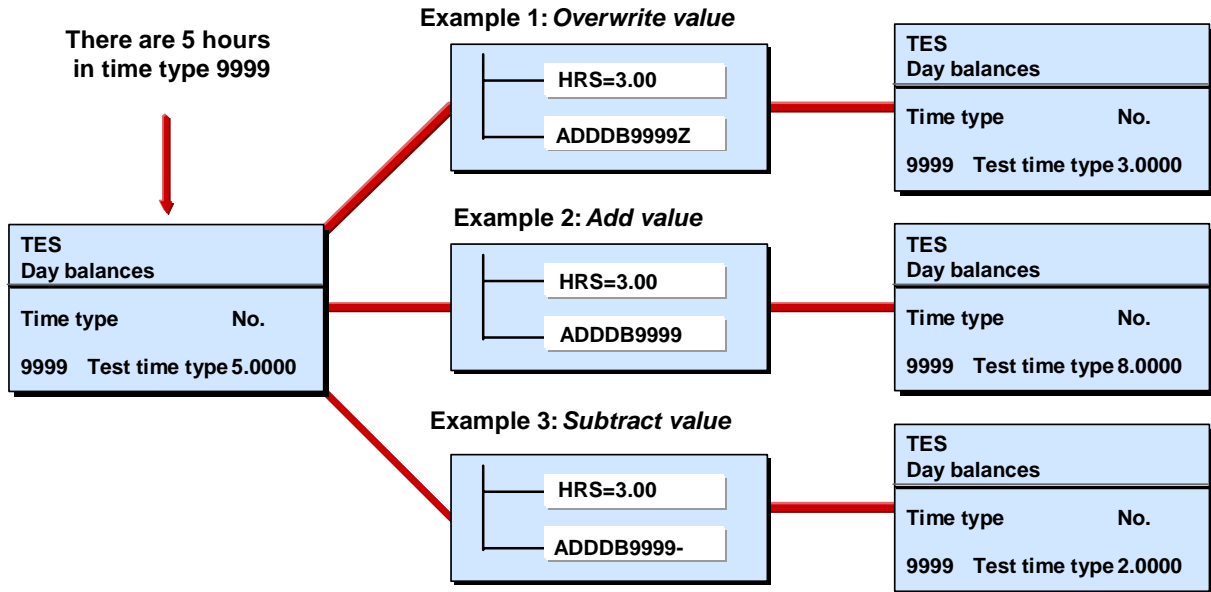 There are 5 hours
in time type 9999
TES
Day balances
Time type No.
9999 Test time type 5.0000
Example 1: Overwrite value
HRS=3.00
ADDDB9999Z
TES
Day balances
Time type No.
9999 Test time type 3.0000
Example 2: Add value
HRS=3.00
ADDDB9999
TES
Day balances
Time type No.
9999 Test time type 8.0000
Example 3: Subtract value
HRS=3.00
ADDDB9999-
TES
Day balances
Time type No.
9999 Test time type 2.0000